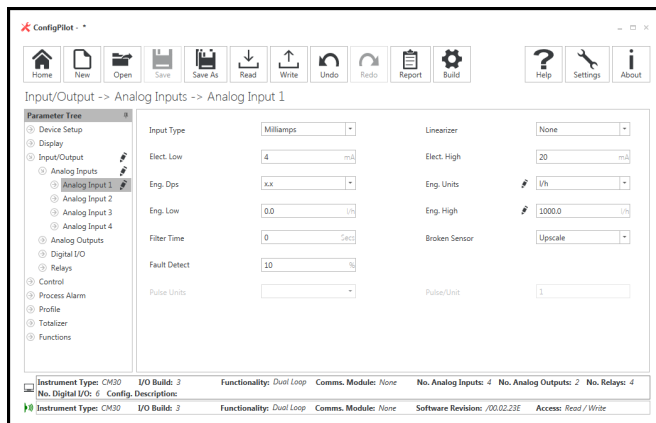 ConfigPilot - *
Home New Open Save Save As Read Write Undo Redo Report Build Help Settings About
Input/Output -> Analog Inputs -> Analog Input 1
Parameter Tree
Device Setup
Display
Input/Output
Analog Inputs
Analog Input 1
Analog Input 2
Analog Input 3
Analog Input 4
Analog Outputs
Digital I/O
Relays
Control
Process Alarm
Profile
Totalizer
Functions
Input Type Milliamps Linearizer None
Elect. Low 4 mA Elect. High 20 mA
Eng. Dps x.x Eng. Units l/h
Eng. Low 0.0 l/h Eng. High 1000.0 l/h
Filter Time 0 Secs Broken Sensor Upscale
Fault Detect 10 %
Pulse Units Pulse/Unit 1
Instrument Type: CM30 I/O Build: 3 Functionality: Dual Loop Comms. Module: None No. Analog Inputs: 4 No. Analog Outputs: 2 No. Relays: 4
No. Digital I/O: 6 Config. Description:
Instrument Type: CM30 I/O Build: 3 Functionality: Dual Loop Comms. Module: None Software Revision: /00.02.23E Access: Read / Write